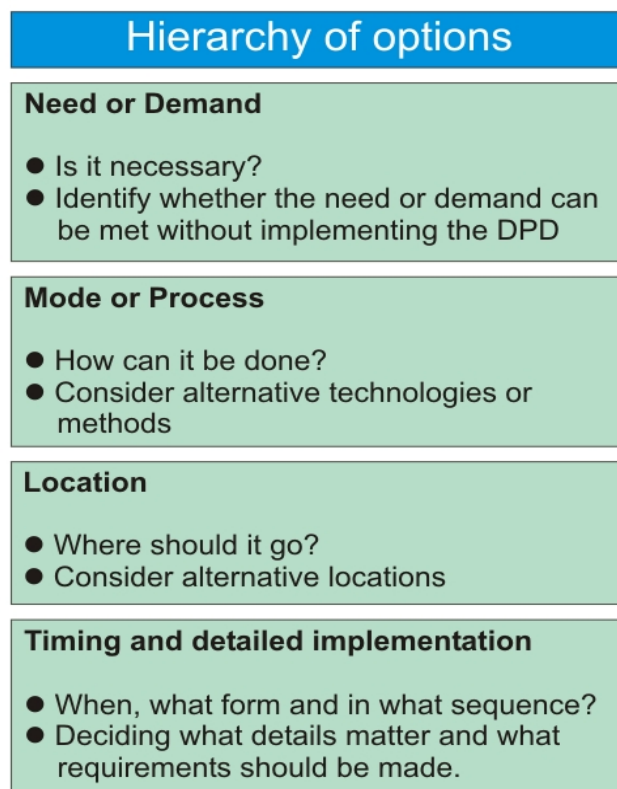 Hierarchy of options
Need or Demand
● Is it necessary?
● Identify whether the need or demand can
be met without implementing the DPD
Mode or Process
● How can it be done?
● Consider alternative technologies or
methods
Location
● Where should it go?
● Consider alternative locations
Timing and detailed implementation
● When, what form and in what sequence?
● Deciding what details matter and what
requirements should be made.